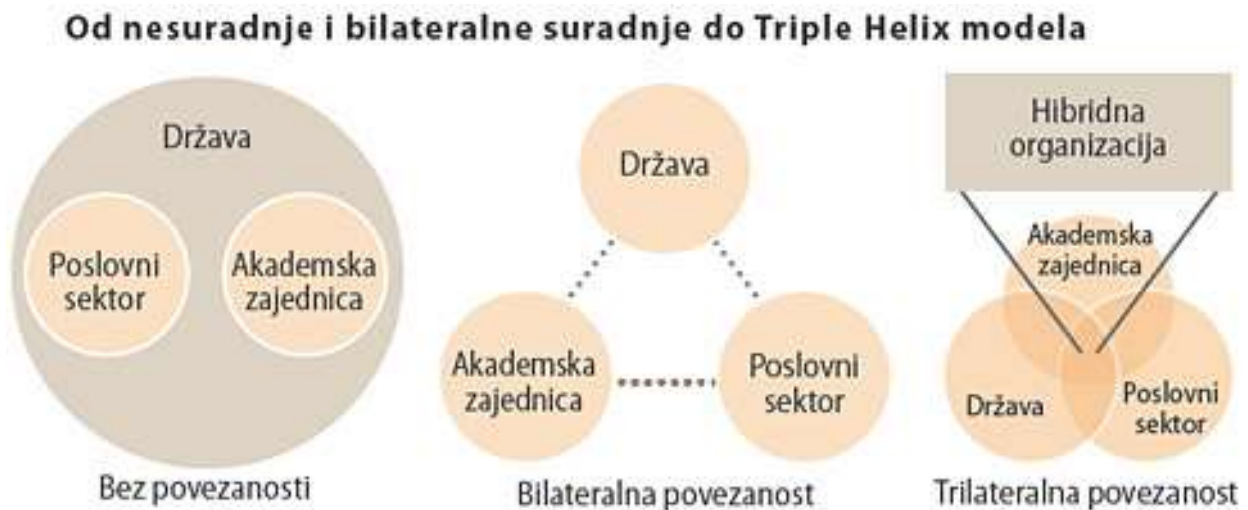 Od nesuradnje i bilateralne suradnje do Triple Helix modela
Država
Poslovni
sektor
Akademska
zajednica
Bez povezanosti
Država
Akademska
zajednica
Poslovni
sektor
Bilateralna povezanost
Hibridna
organizacija
Akademska
zajednica
Država
Poslovni
sektor
Trilateralna povezanost